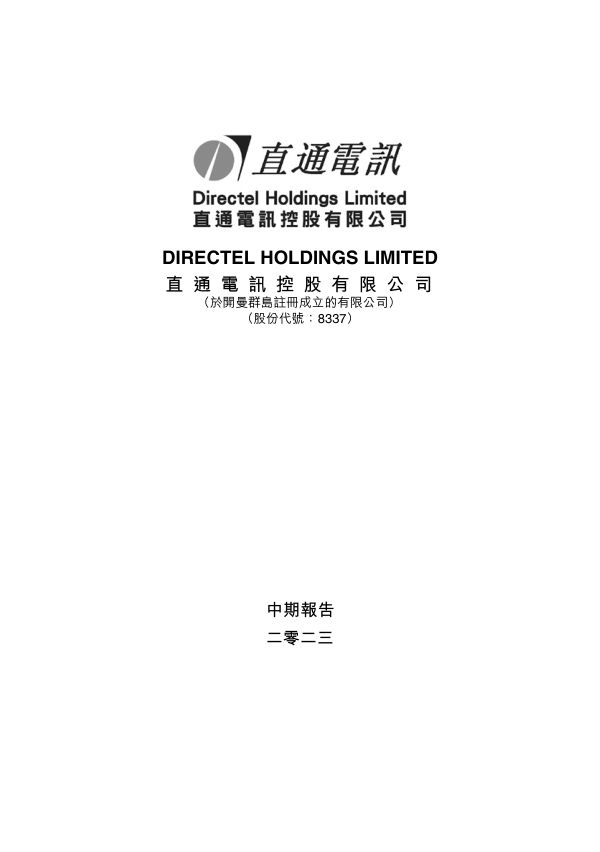 直通電訊
Directel Holdings Limited
直通電訊控股有限公司
DIRECTEL HOLDINGS LIMITED
直通電訊控股有限公司
（於開曼群島註冊成立的有限公司）
（股份代號：8337）
中期報告
二零二三